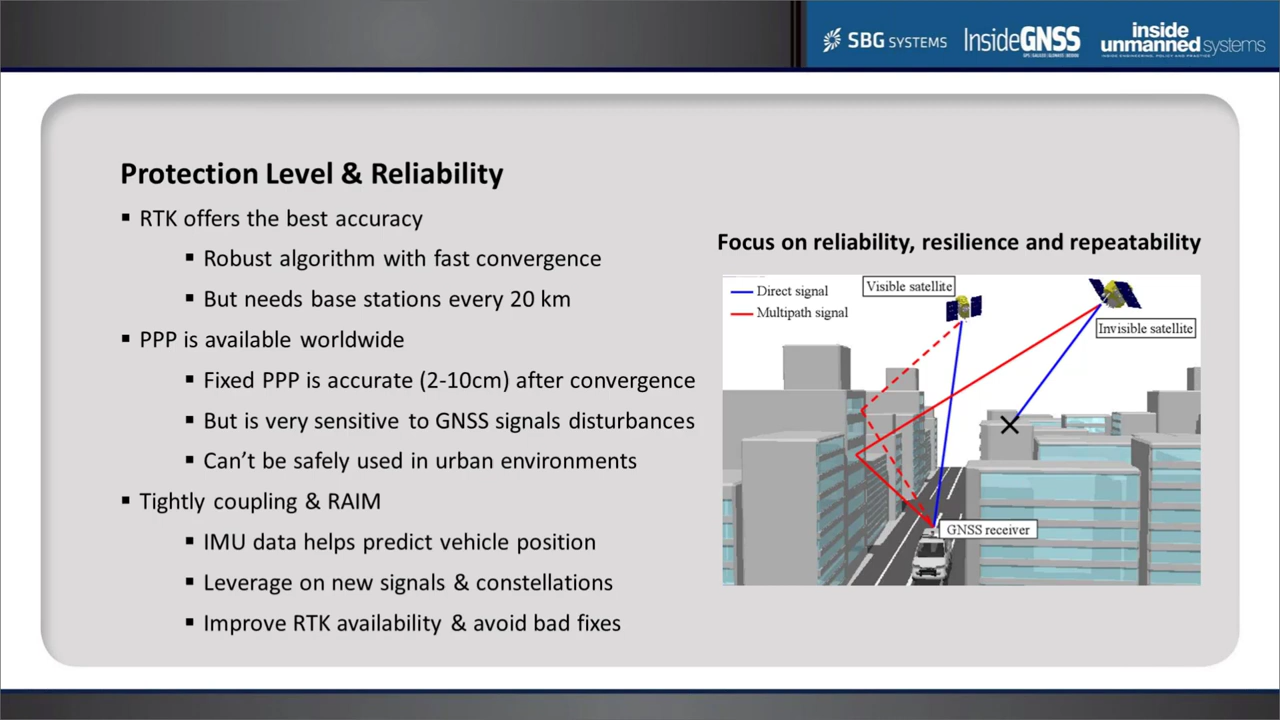 SBG SYSTEMS
InsideGNSS
inside
unmanned systems
Protection Level & Reliability
▪ RTK offers the best accuracy
▪ Robust algorithm with fast convergence
▪ But needs base stations every 20 km
▪ PPP is available worldwide
▪ Fixed PPP is accurate (2-10cm) after convergence
▪ But is very sensitive to GNSS signals disturbances
▪ Can’t be safely used in urban environments
▪ Tightly coupling & RAIM
▪ IMU data helps predict vehicle position
▪ Leverage on new signals & constellations
▪ Improve RTK availability & avoid bad fixes
Focus on reliability, resilience and repeatability
Direct signal
Multipath signal
Visible satellite
Invisible satellite
GNSS receiver